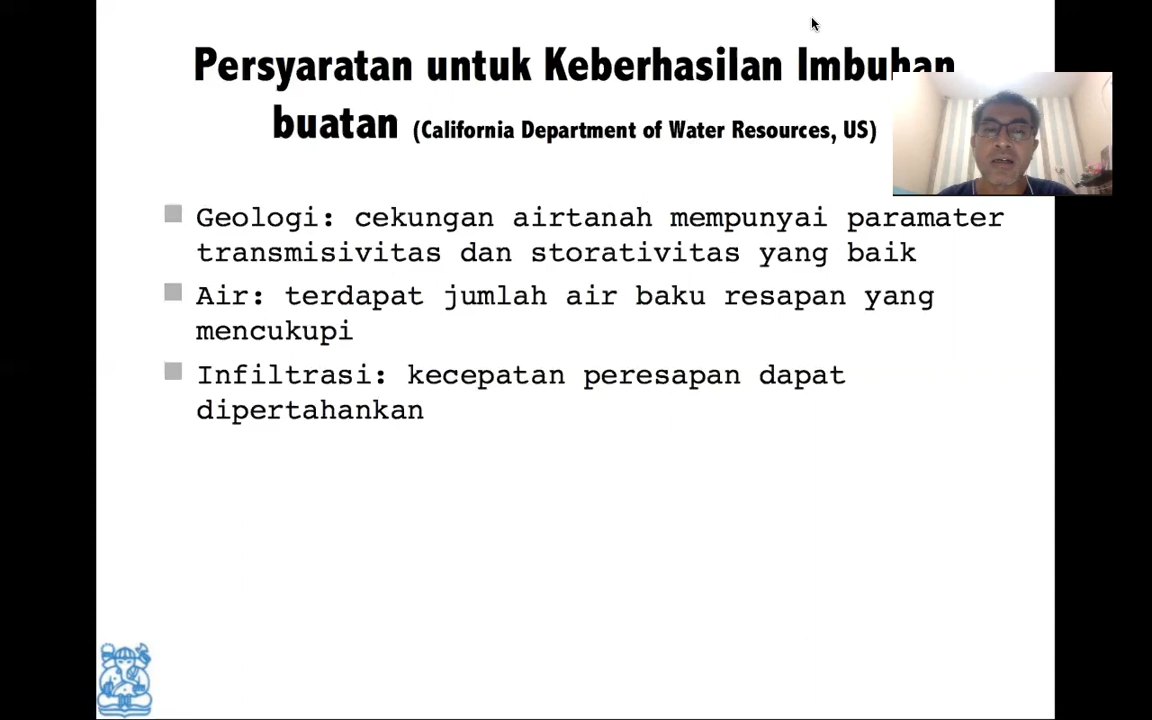 Persyaratan untuk Keberhasilan Imbuhan
buatan (California Department of Water Resources, US)
Geologi: cekungan airtanah mempunyai paramater
transmisivitas dan storativitas yang baik
Air: terdapat jumlah air baku resapan yang
mencukupi
Infiltrasi: kecepatan peresapan dapat
dipertahankan